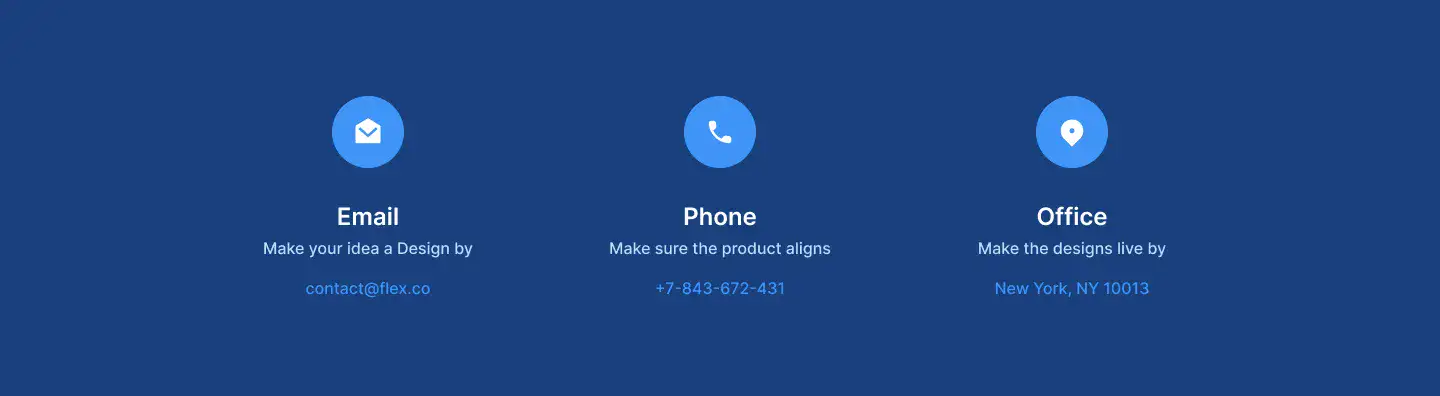 Email
Make your idea a Design by
contact@flex.co
Phone
Make sure the product aligns
+7-843-672-431
Office
Make the designs live by
New York, NY 10013